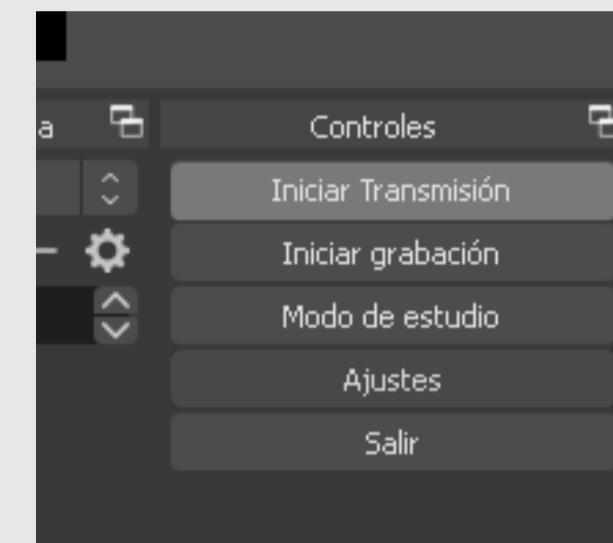 a
Controles
Iniciar Transmisión
Iniciar grabación
Modo de estudio
Ajustes
Salir